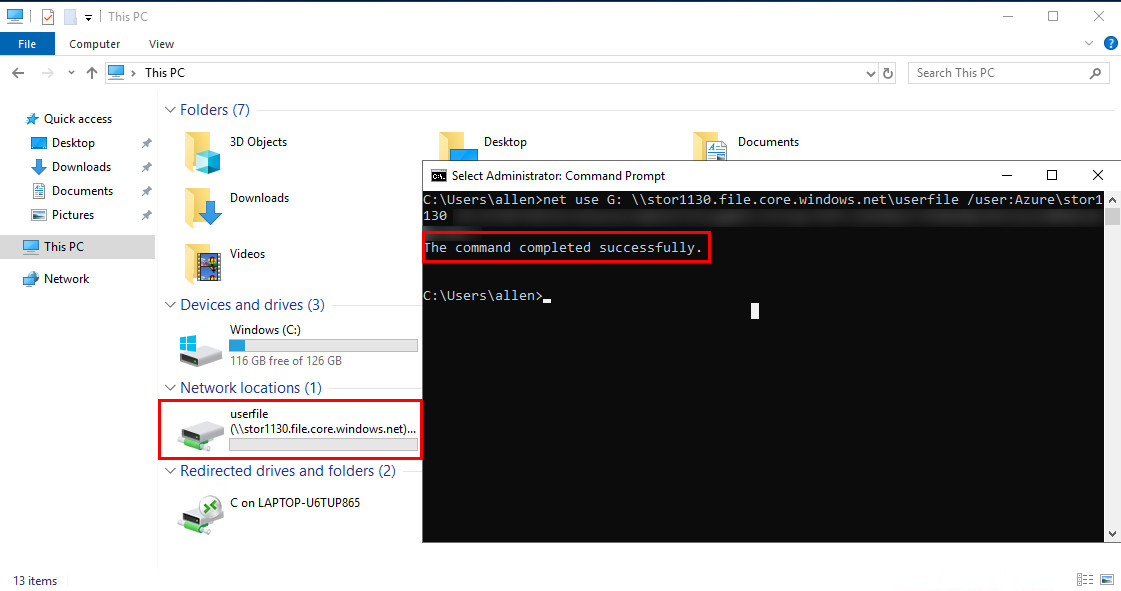 This PC
File
Computer
View
This PC
Search This PC
Quick access
Desktop
Downloads
Documents
Pictures
This PC
Network
Folders (7)
3D Objects
Desktop
Documents
Downloads
Videos
Devices and drives (3)
Windows (C:)
116 GB free of 126 GB
Network locations (1)
userfile
(\\stor1130.file.core.windows.net)...
Redirected drives and folders (2)
C on LAPTOP-U6TUP865
Select Administrator: Command Prompt
C:\Users\allen>net use G: \\stor1130.file.core.windows.net\userfile /user:Azure\stor1
130
The command completed successfully.
C:\Users\allen>
13 items